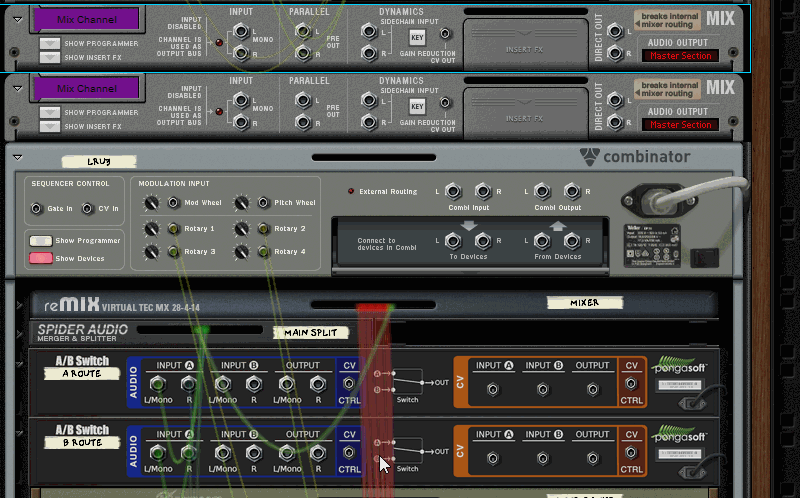 Mix Channel
INPUT DISABLED
CHANNEL IS USED AS OUTPUT BUS
SHOW PROGRAMMER
SHOW INSERT FX
INPUT
L
MONO
R
PARALLEL
L
R
PRE OUT
DYNAMICS
SIDECHAIN INPUT
L
R
KEY
GAIN REDUCTION CV OUT
INSERT FX
DIRECT OUT
L
R
breaks internal mixer routing
MIX
AUDIO OUTPUT
Master Section
Mix Channel
INPUT DISABLED
CHANNEL IS USED AS OUTPUT BUS
SHOW PROGRAMMER
SHOW INSERT FX
INPUT
L
MONO
R
PARALLEL
L
R
PRE OUT
DYNAMICS
SIDECHAIN INPUT
L
R
KEY
GAIN REDUCTION CV OUT
INSERT FX
DIRECT OUT
L
R
breaks internal mixer routing
MIX
AUDIO OUTPUT
Master Section
combinator
SEQUENCER CONTROL
Gate In
CV In
Show Programmer
Show Devices
MODULATION INPUT
Mod Wheel
Pitch Wheel
Rotary 1
Rotary 2
Rotary 3
Rotary 4
External Routing
L
R
Combi Input
L
R
Combi Output
Connect to devices in Combi
L
R
To Devices
L
R
From Devices
reMIX VIRTUAL TEC MX 28-4-14
MIXER
SPIDER AUDIO
MERGER & SPLITTER
MAIN SPLIT
A/B Switch
A ROUTE
AUDIO
INPUT A
INPUT B
OUTPUT
CV
L/Mono
R
L/Mono
R
L/Mono
R
CTRL
A
B
OUT
Switch
CV
INPUT A
INPUT B
OUTPUT
CV
CTRL
pongasoft
A/B Switch
B ROUTE
AUDIO
INPUT A
INPUT B
OUTPUT
CV
L/Mono
R
L/Mono
R
L/Mono
R
CTRL
A
OUT
Switch
CV
INPUT A
INPUT B
OUTPUT
CV
CTRL
pongasoft